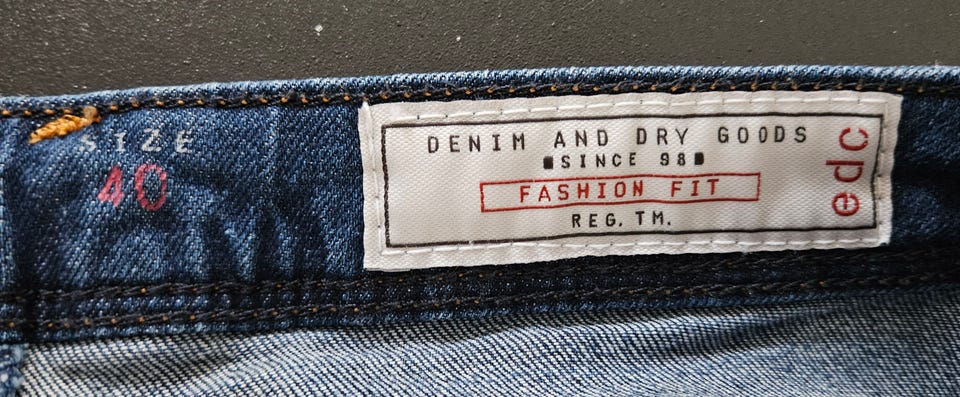 SIZE
40
DENIM AND DRY GOODS
SINCE 98
FASHION FIT
REG. TM.
edc